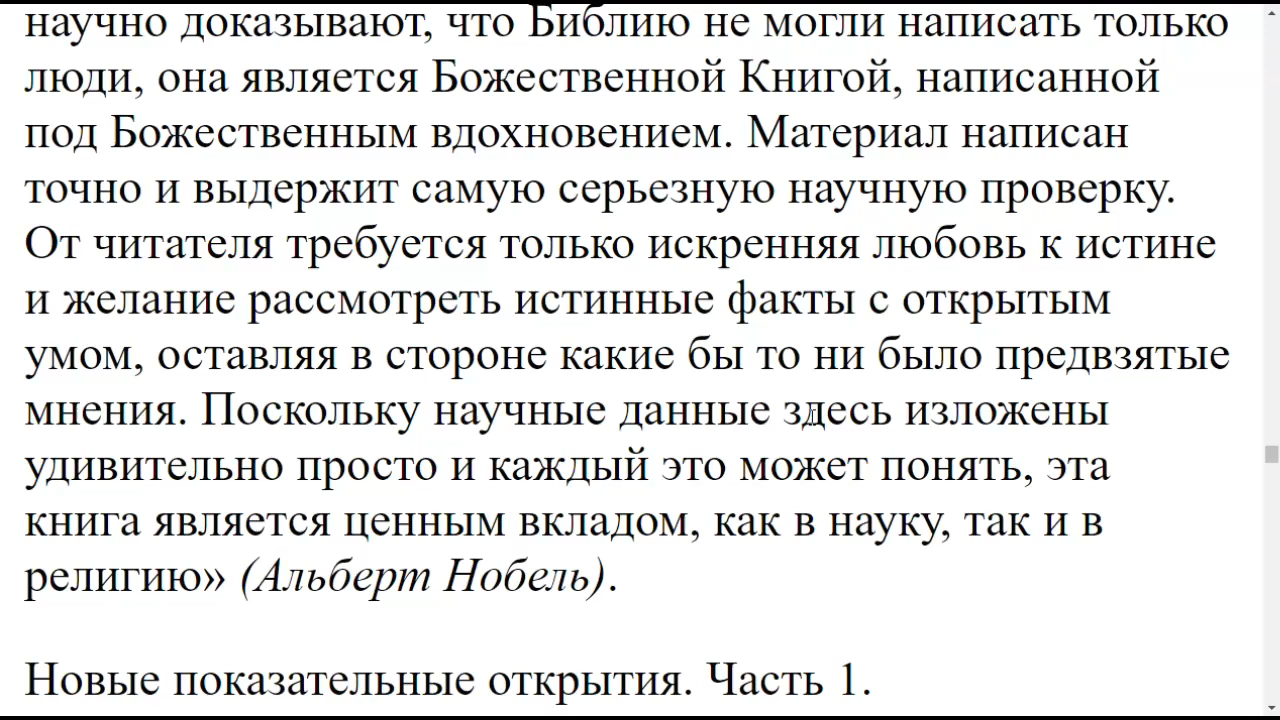 научно доказывают, что Библию не могли написать только
люди, она является Божественной Книгой, написанной
под Божественным вдохновением. Материал написан
точно и выдержит самую серьезную научную проверку.
От читателя требуется только искренняя любовь к истине
и желание рассмотреть истинные факты с открытым
умом, оставляя в стороне какие бы то ни было предвзятые
мнения. Поскольку научные данные здесь изложены
удивительно просто и каждый это может понять, эта
книга является ценным вкладом, как в науку, так и в
религию» (Альберт Нобель).
Новые показательные открытия. Часть 1.